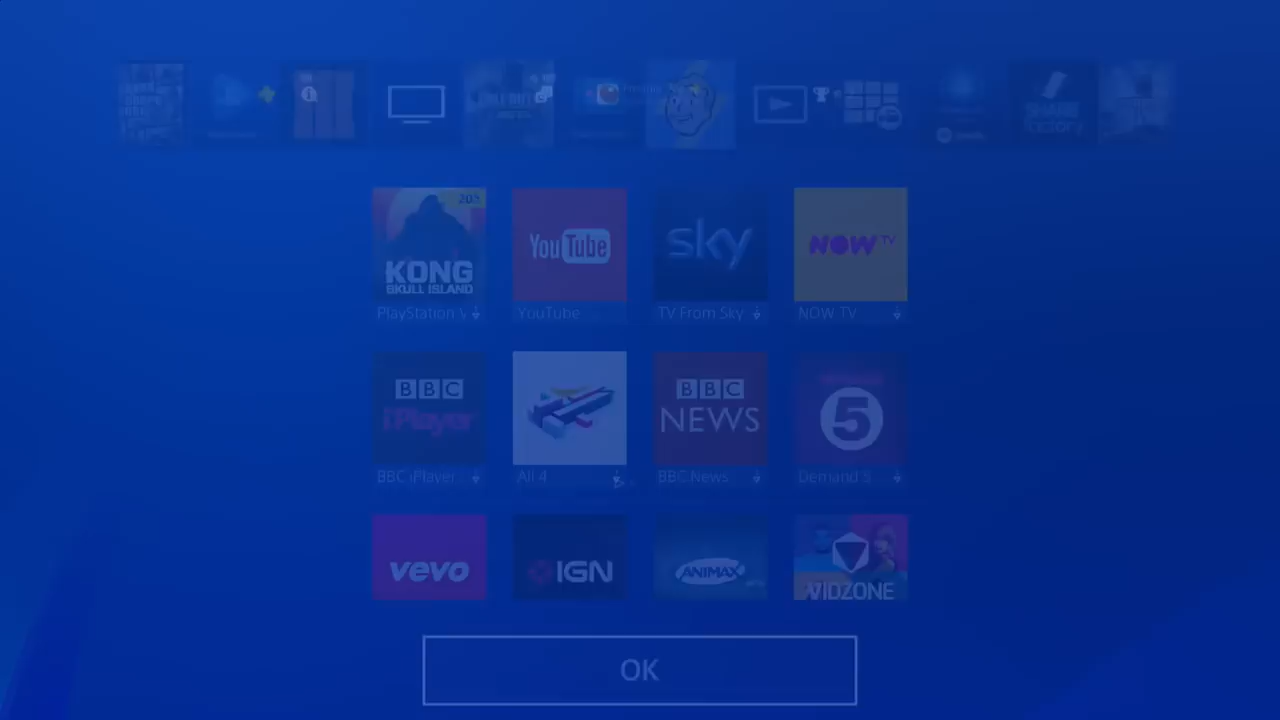 KONG
SKULL ISLAND
YouTube
sky
NOW TV
PlayStation V
YouTube
TV From Sky
NOW TV
BBC
iPlayer
BBC
NEWS
5
BBC iPlayer
All 4
BBC News
Demand 5
vevo
IGN
ANIMAX
VIDZONE
OK